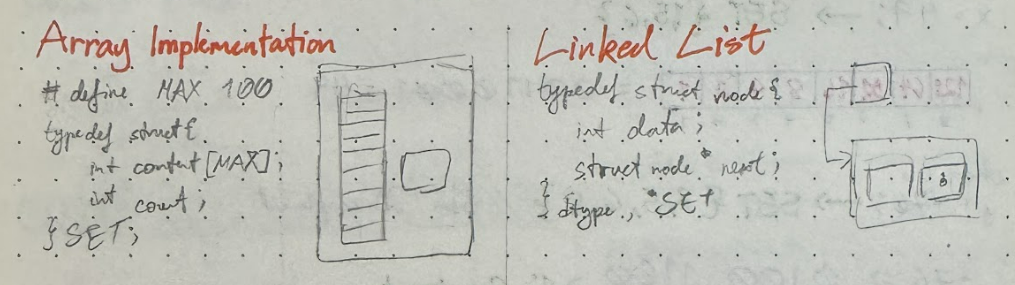 Array Implementation
# define MAX 100
typedef struct{
int content[MAX];
int count;
} SET;
Linked List
typedef struct node{
int data;
struct node* next;
} dtype, *SET